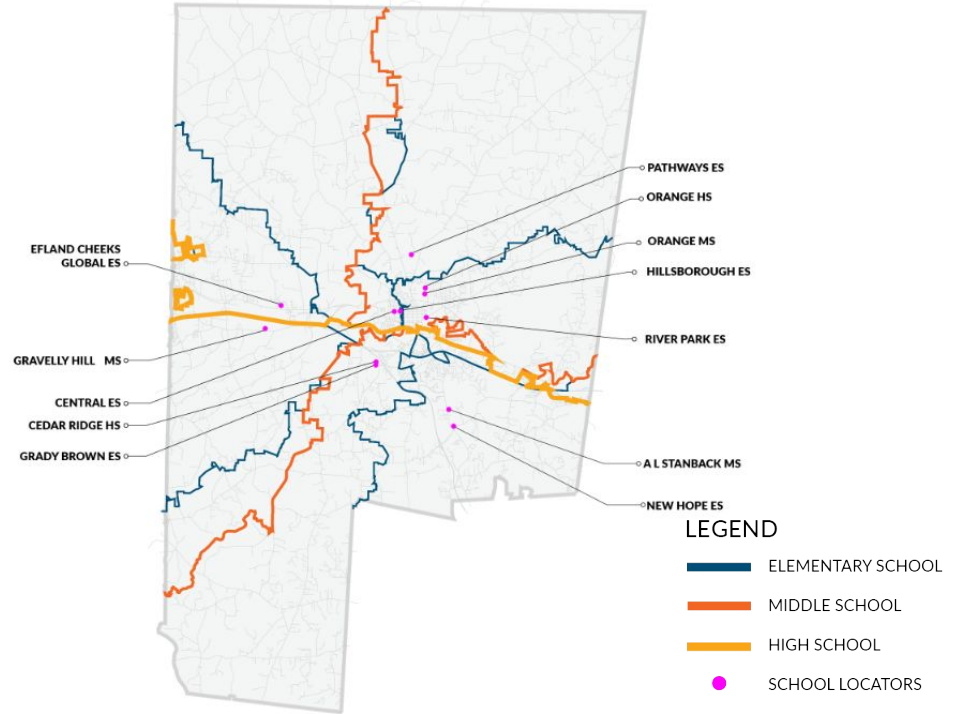 PATHWAYS ES
ORANGE HS
ORANGE MS
HILLSBOROUGH ES
RIVER PARK ES
A L STANBACK MS
NEW HOPE ES
EFLAND CHEEKS
GLOBAL ES
GRAVELLY HILL MS
CENTRAL ES
CEDAR RIDGE HS
GRADY BROWN ES
LEGEND
ELEMENTARY SCHOOL
MIDDLE SCHOOL
HIGH SCHOOL
SCHOOL LOCATORS